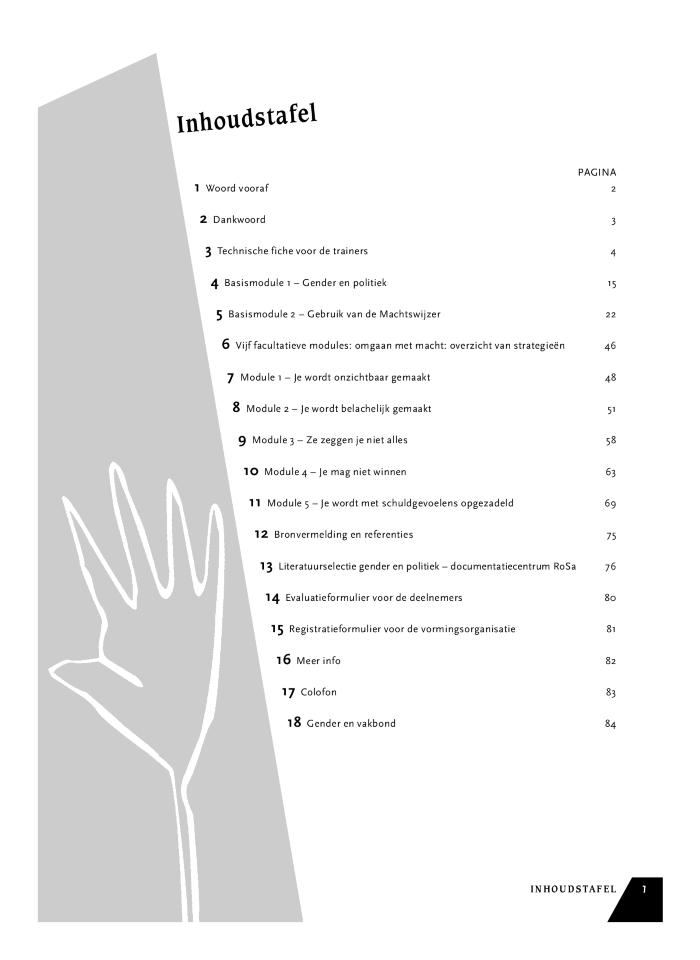 Inhoudstafel
PAGINA
1 Woord vooraf 2
2 Dankwoord 3
3 Technische fiche voor de trainers 4
4 Basismodule 1 – Gender en politiek 15
5 Basismodule 2 – Gebruik van de Machtswijzer 22
6 Vijf facultatieve modules: omgaan met macht: overzicht van strategieën 46
7 Module 1 – Je wordt onzichtbaar gemaakt 48
8 Module 2 – Je wordt belachelijk gemaakt 51
9 Module 3 – Ze zeggen je niet alles 58
10 Module 4 – Je mag niet winnen 63
11 Module 5 – Je wordt met schuldgevoelens opgezadeld 69
12 Bronvermelding en referenties 75
13 Literatuurselectie gender en politiek – documentatiecentrum RoSa 76
14 Evaluatieformulier voor de deelnemers 80
15 Registratieformulier voor de vormingsorganisatie 81
16 Meer info 82
17 Colofon 83
18 Gender en vakbond 84
INHOUDSTAFEL 1